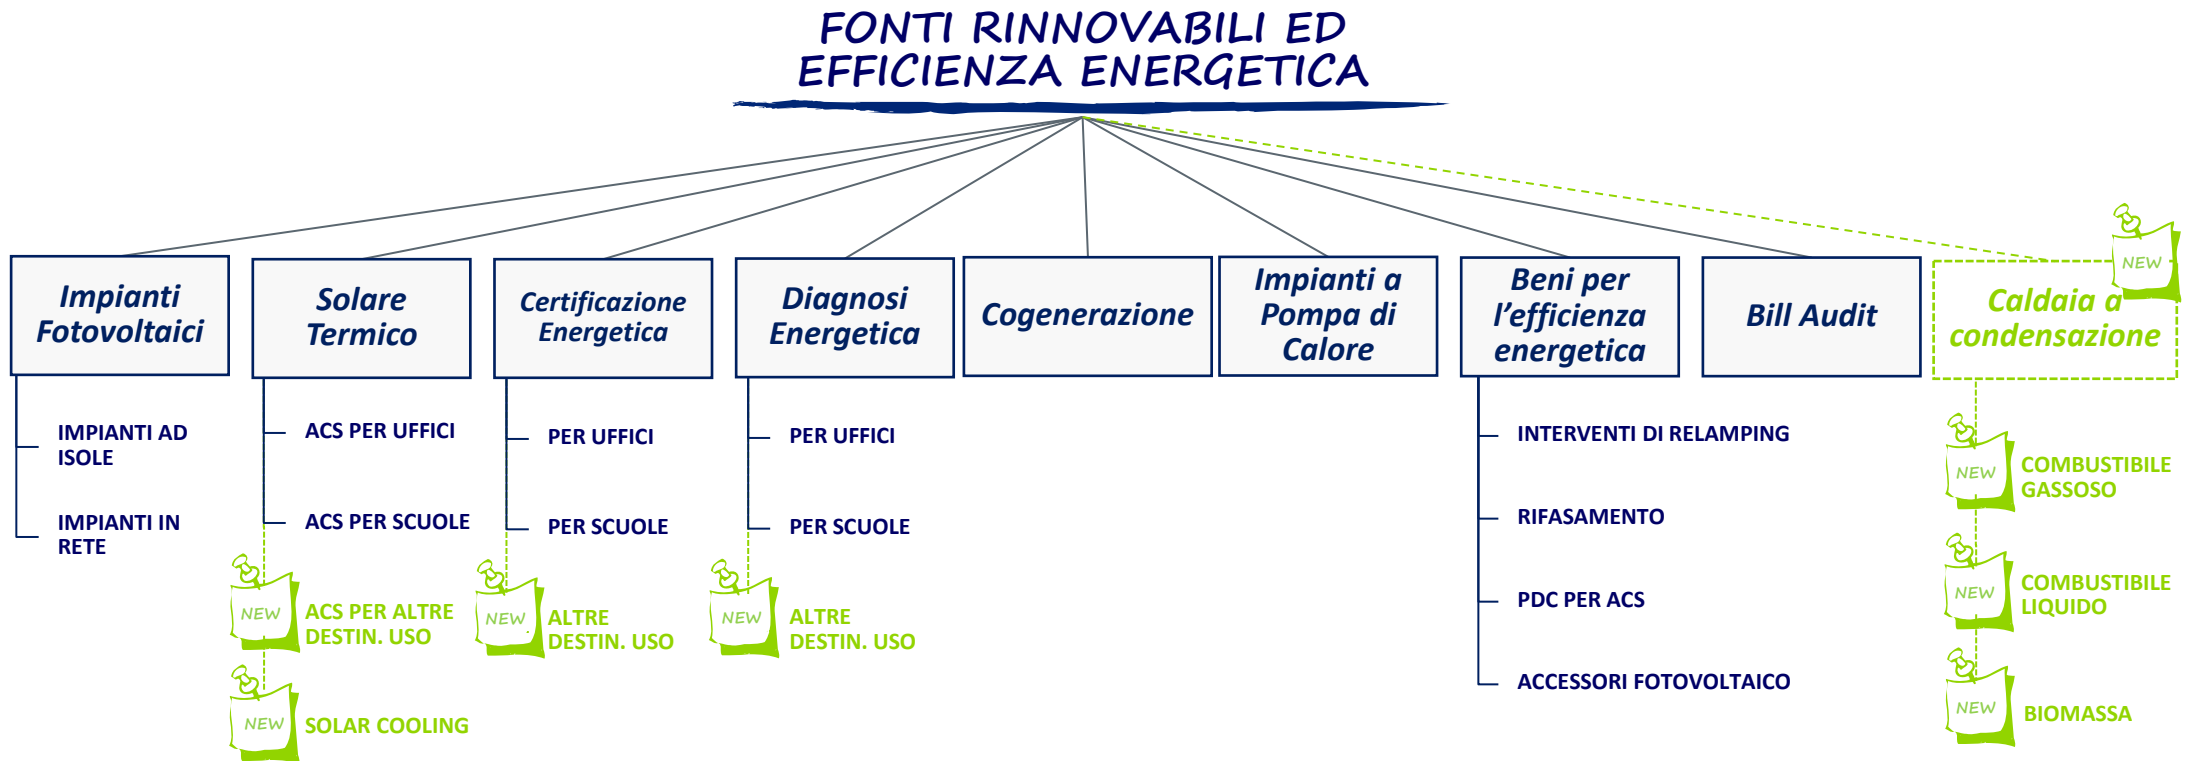 FONTI RINNOVABILI ED
EFFICIENZA ENERGETICA
Impianti
Fotovoltaici
IMPIANTI AD
ISOLE
IMPIANTI IN
RETE
Solare
Termico
ACS PER UFFICI
ACS PER SCUOLE
NEW
ACS PER ALTRE
DESTIN. USO
NEW
SOLAR COOLING
Certificazione
Energetica
PER UFFICI
PER SCUOLE
NEW
ALTRE
DESTIN. USO
Diagnosi
Energetica
PER UFFICI
PER SCUOLE
NEW
ALTRE
DESTIN. USO
Cogenerazione
Impianti a
Pompa di
Calore
Beni per
l’efficienza
energetica
INTERVENTI DI RELAMPING
RIFASAMENTO
PDC PER ACS
ACCESSORI FOTOVOLTAICO
Bill Audit
NEW
Caldaia a
condensazione
NEW
COMBUSTIBILE
GASSOSO
NEW
COMBUSTIBILE
LIQUIDO
NEW
BIOMASSA